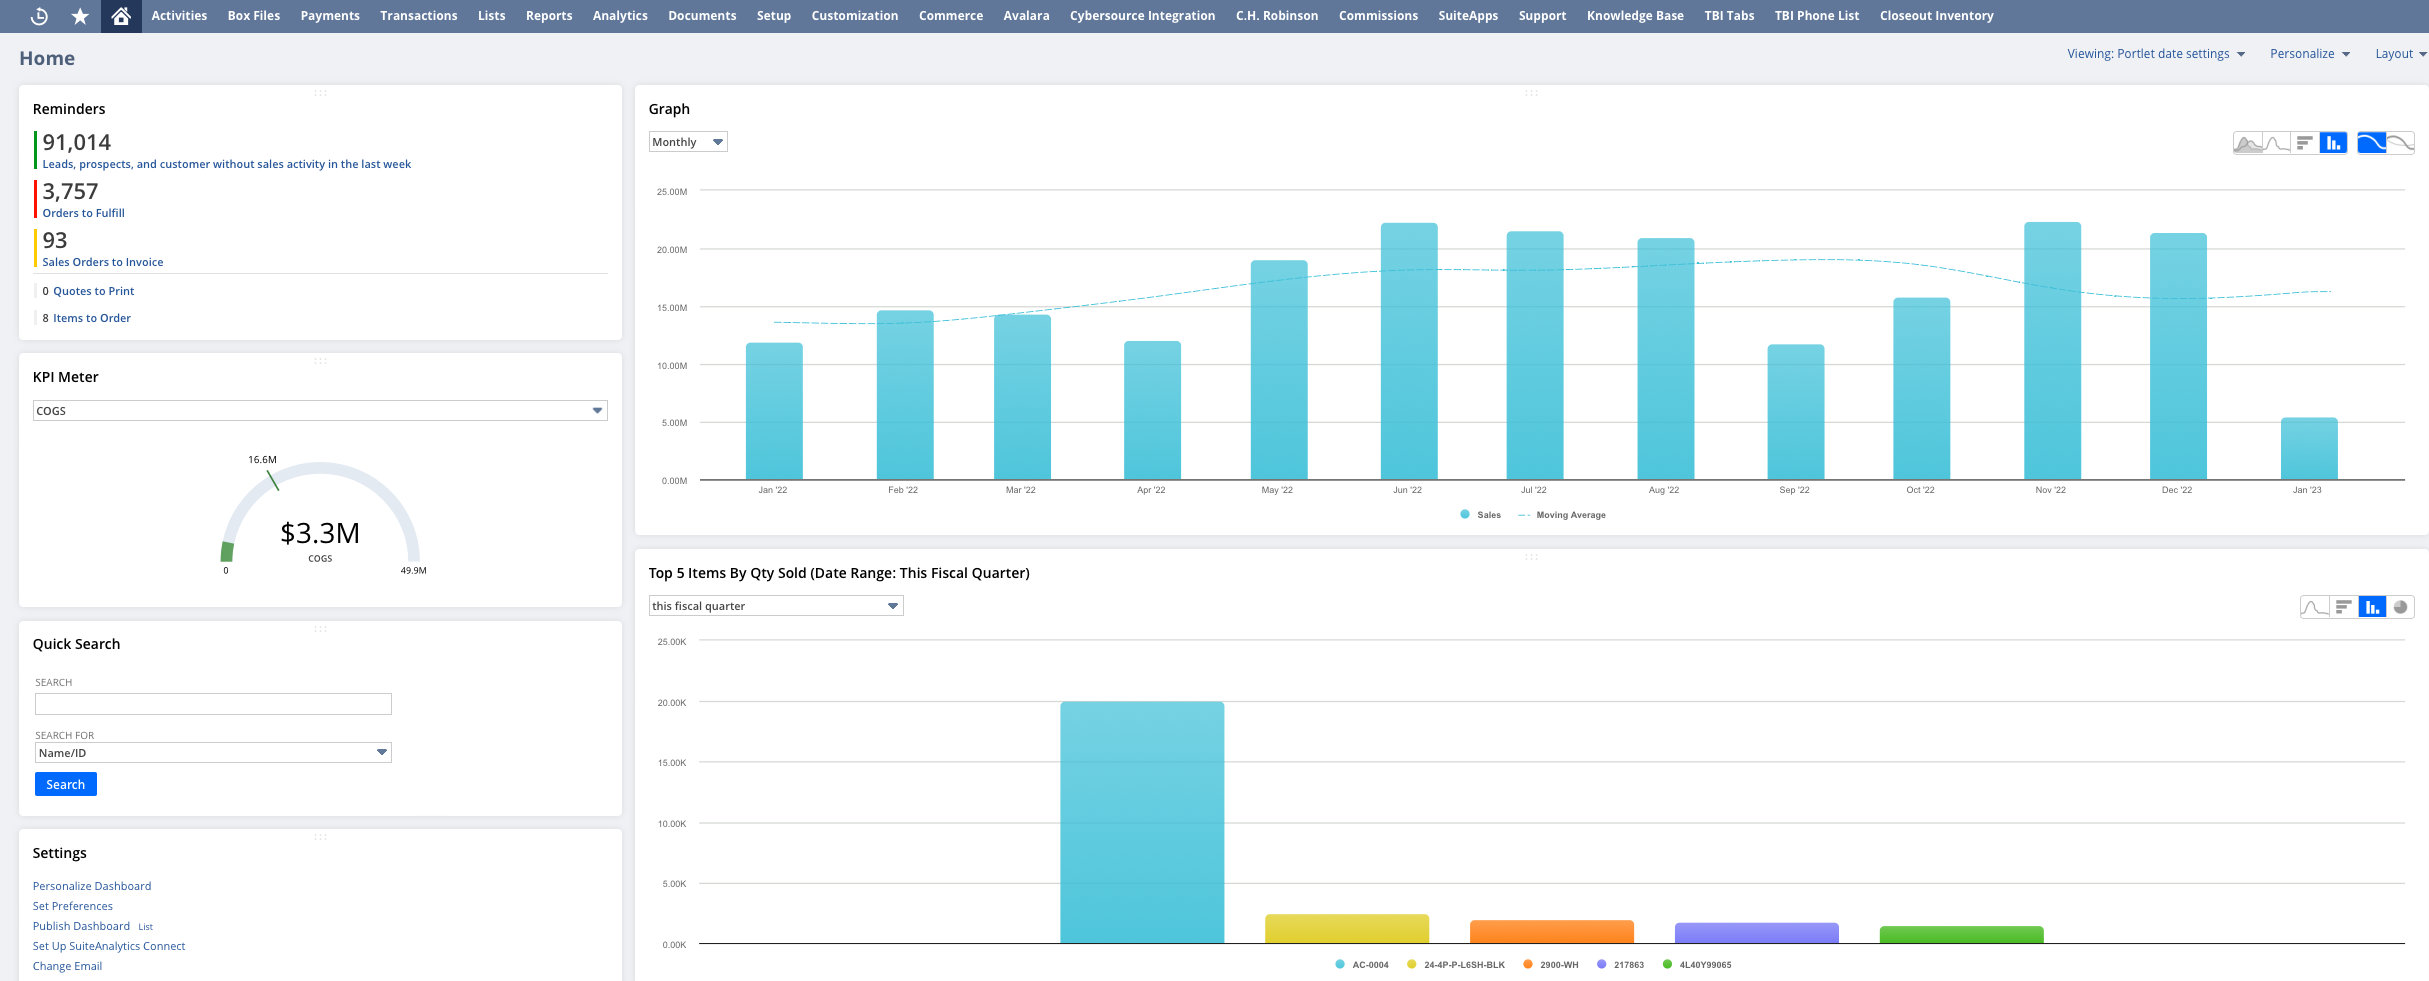 Activities Box Files Payments Transactions Lists Reports Analytics Documents Setup Customization Commerce Avalara Cybersource Integration C.H. Robinson Commissions SuiteApps Support Knowledge Base TBI Tabs TBI Phone List Closeout Inventory
Home
Viewing: Portlet date settings Personalize Layout
Reminders
91,014
Leads, prospects, and customer without sales activity in the last week
3,757
Orders to Fulfill
93
Sales Orders to Invoice
0 Quotes to Print
8 Items to Order
KPI Meter
COGS
16.6M
$3.3M
COGS
0
49.9M
Quick Search
SEARCH
SEARCH FOR
Name/ID
Search
Settings
Personalize Dashboard
Set Preferences
Publish Dashboard List
Set Up SuiteAnalytics Connect
Change Email
Graph
Monthly
25.00M
20.00M
15.00M
10.00M
5.00M
0.00M
Jan '22 Feb '22 Mar '22 Apr '22 May '22 Jun '22 Jul '22 Aug '22 Sep '22 Oct '22 Nov '22 Dec '22 Jan '23
Sales Moving Average
Top 5 Items By Qty Sold (Date Range: This Fiscal Quarter)
this fiscal quarter
25.00K
20.00K
15.00K
10.00K
5.00K
0.00K
AC-0004 24-4P-P-L6SH-BLK 2900-WH 217863 4L40Y99065